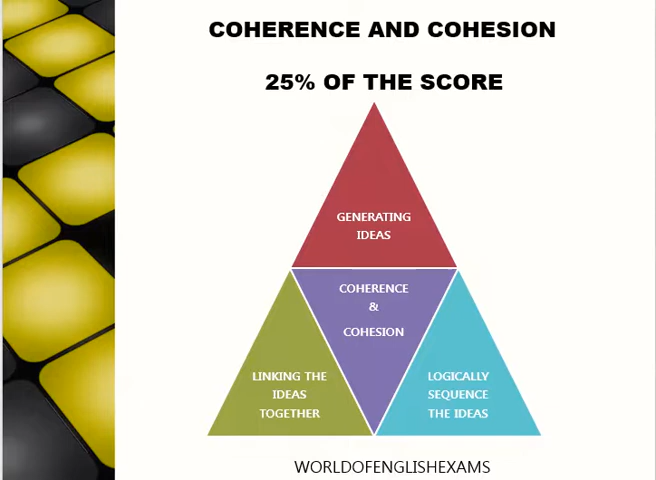 COHERENCE AND COHESION
25% OF THE SCORE
GENERATING
IDEAS
COHERENCE
&
COHESION
LINKING THE
IDEAS
TOGETHER
LOGICALLY
SEQUENCE
THE IDEAS
WORLDOFENGLISHEXAMS